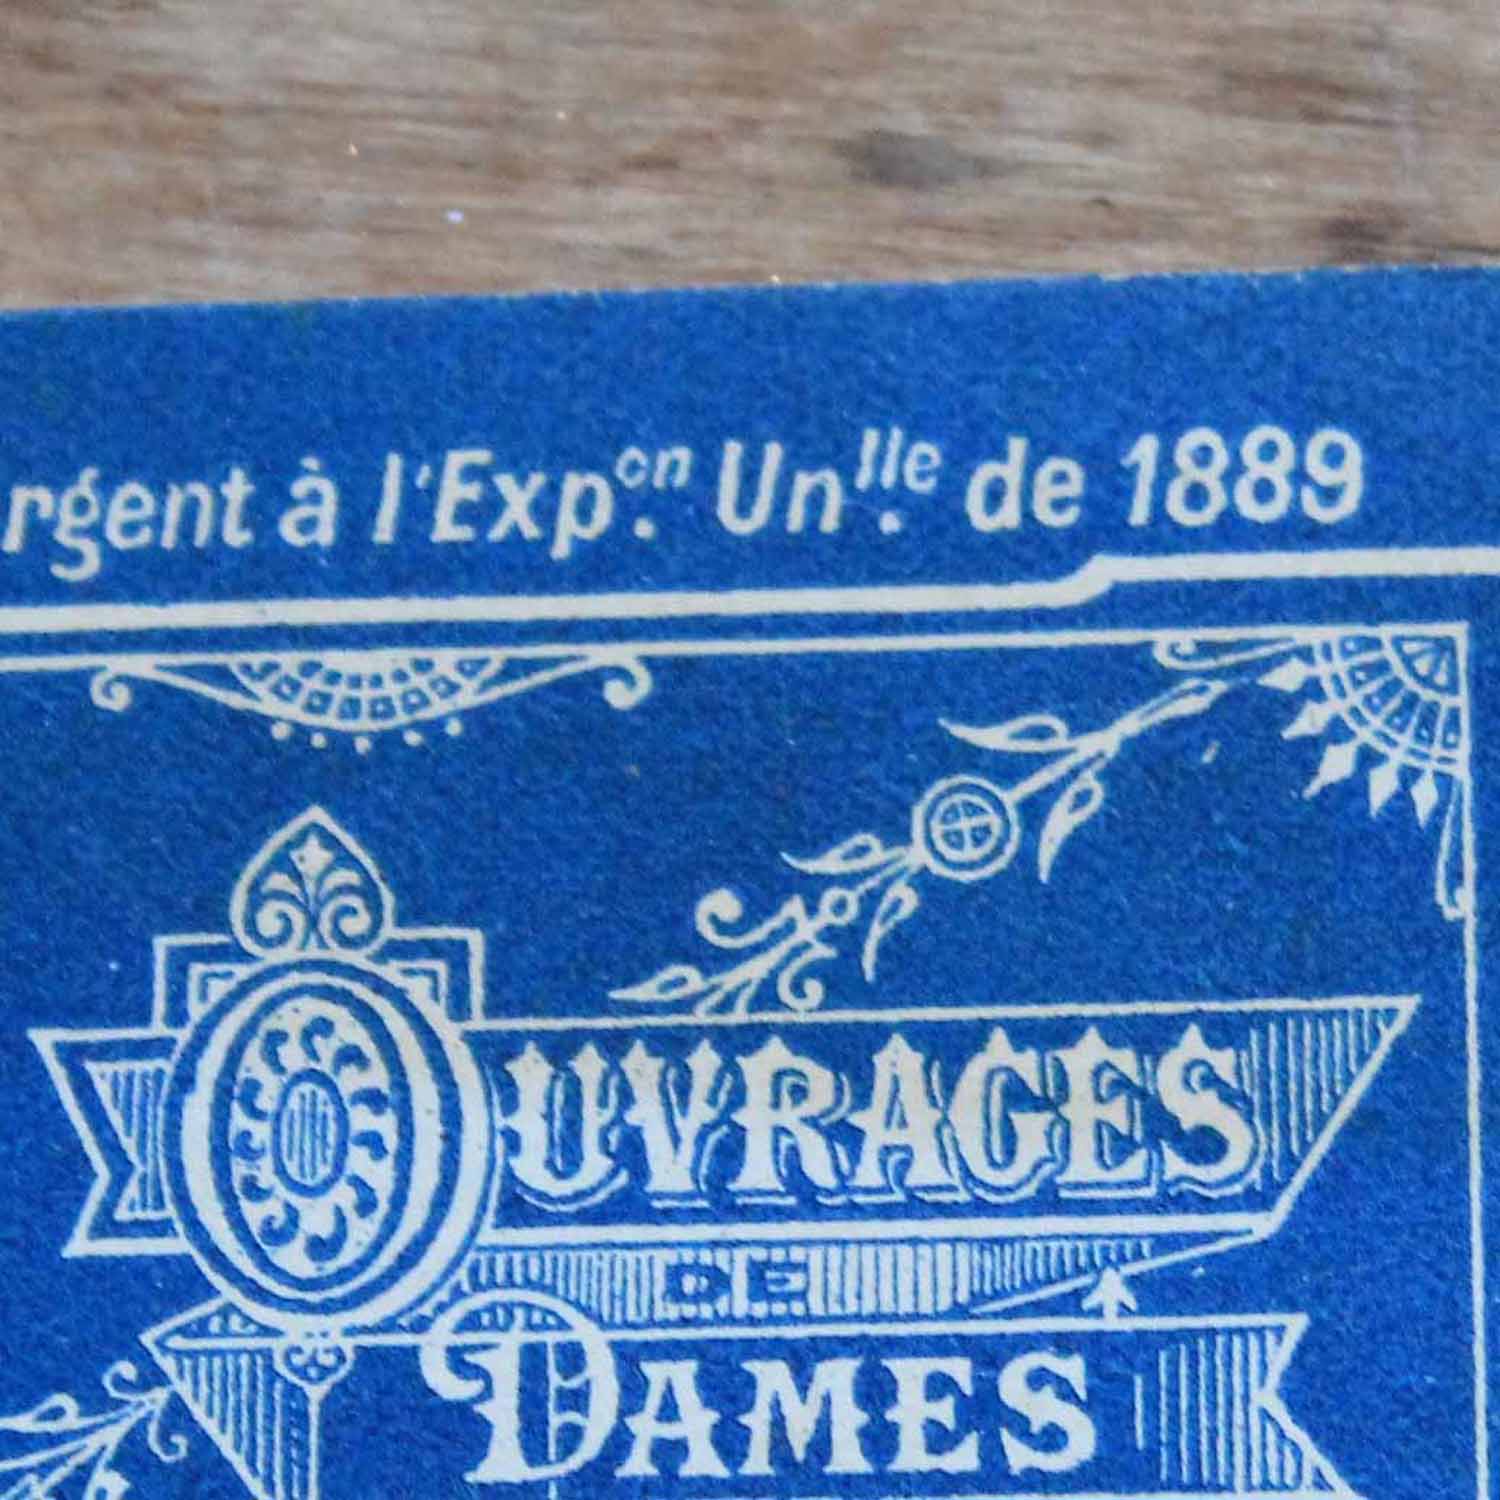 rgent à l'Expᵒⁿ. Unˡˡᵉ. de 1889
OUVRAGES
DE
DAMES